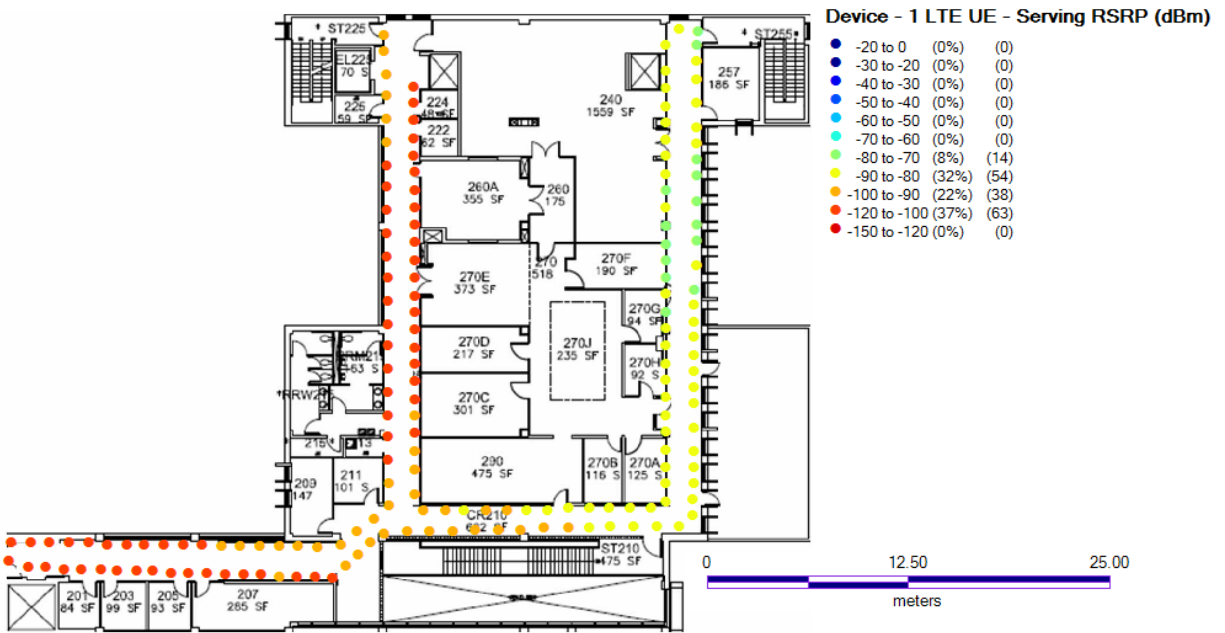 Device - 1 LTE UE - Serving RSRP (dBm)
-20 to 0 (0%) (0)
-30 to -20 (0%) (0)
-40 to -30 (0%) (0)
-50 to -40 (0%) (0)
-60 to -50 (0%) (0)
-70 to -60 (0%) (0)
-80 to -70 (8%) (14)
-90 to -80 (32%) (54)
-100 to -90 (22%) (38)
-120 to -100 (37%) (63)
-150 to -120 (0%) (0)
* ST225
* ST255
EL225
70 S
257
186 SF
225
59 SF
224
48 SF
222
62 SF
240
1559 SF
260A
355 SF
260
175
270
518
270F
190 SF
270E
373 SF
270G
94 SF
270D
217 SF
270J
235 SF
270H
92 S
163 S
270C
301 SF
215 *
13
290
475 SF
270B
116 S
270A
125 S
211
101 S
209
147
CR210
ST210
475 SF
201
84 SF
203
99 SF
205
93 SF
207
285 SF
0 12.50 25.00
meters